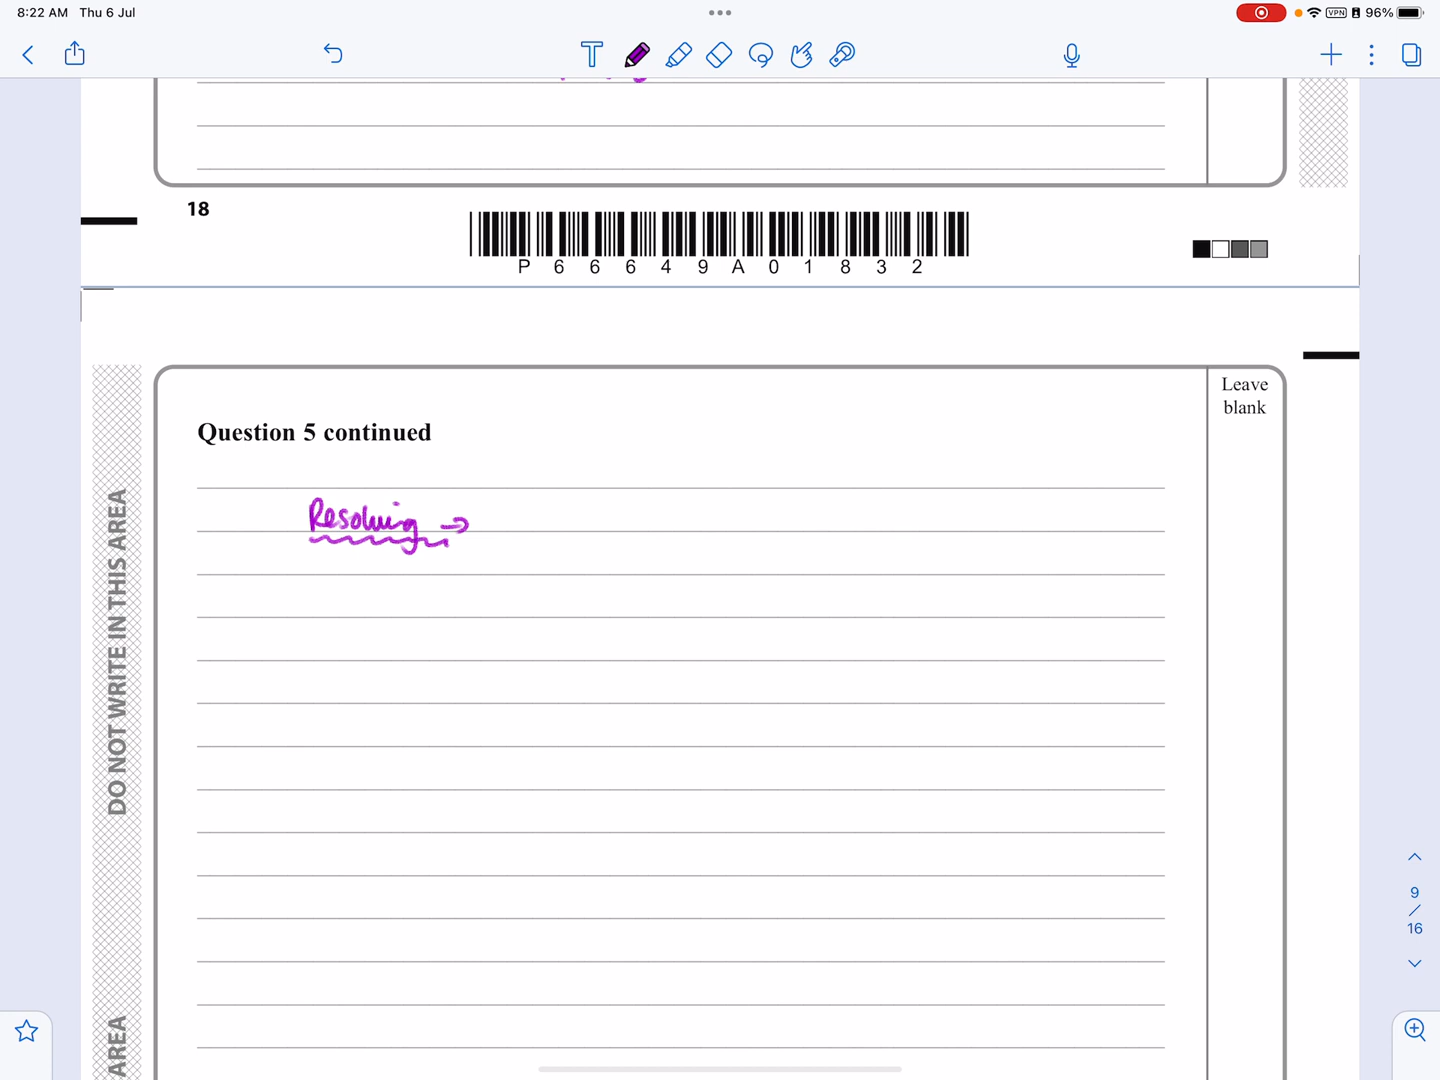 8:22 AM Thu 6 Jul
VPN 96%
T
18
P 6 6 6 4 9 A 0 1 8 3 2
Leave
blank
Question 5 continued
Resolving →
DO NOT WRITE IN THIS AREA
AREA
9
/
16